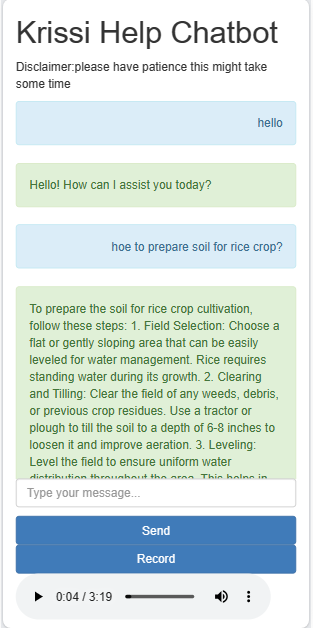 Krissi Help Chatbot
Disclaimer:please have patience this might take
some time
hello
Hello! How can I assist you today?
hoe to prepare soil for rice crop?
To prepare the soil for rice crop cultivation,
follow these steps: 1. Field Selection: Choose a
flat or gently sloping area that can be easily
leveled for water management. Rice requires
standing water during its growth. 2. Clearing
and Tilling: Clear the field of any weeds, debris,
or previous crop residues. Use a tractor or
plough to till the soil to a depth of 6-8 inches to
loosen it and improve aeration. 3. Leveling:
Level the field to ensure uniform water
distribution throughout the area. This helps in
Type your message...
Send
Record
0:04 / 3:19